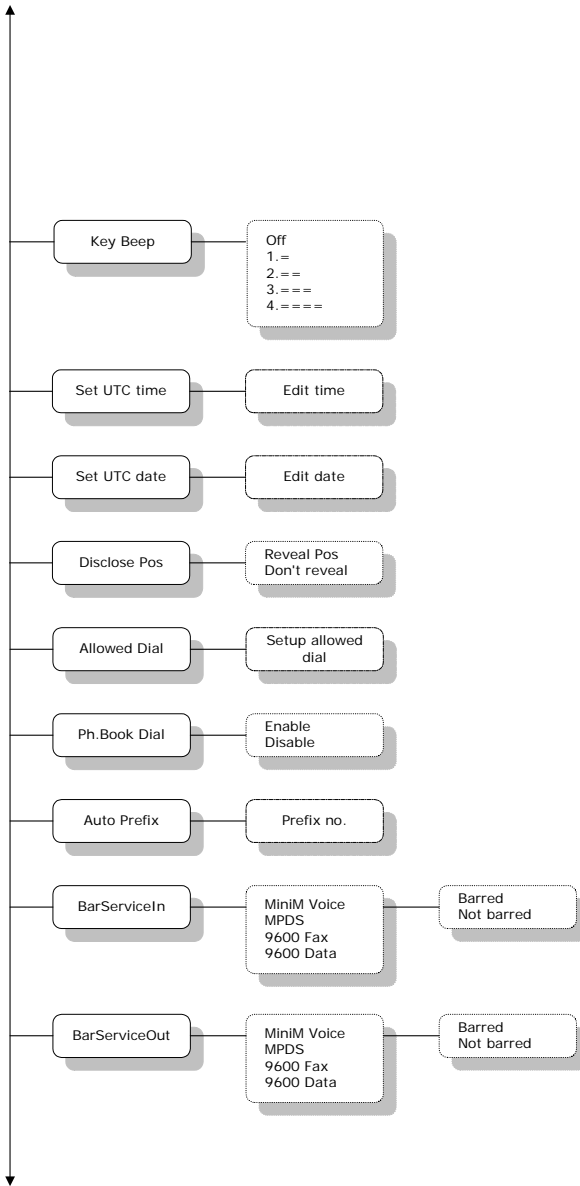 Key Beep
Off
1.=
2.==
3.===
4.====
Set UTC time
Edit time
Set UTC date
Edit date
Disclose Pos
Reveal Pos
Don't reveal
Allowed Dial
Setup allowed
dial
Ph.Book Dial
Enable
Disable
Auto Prefix
Prefix no.
BarServiceIn
MiniM Voice
MPDS
9600 Fax
9600 Data
Barred
Not barred
BarServiceOut
MiniM Voice
MPDS
9600 Fax
9600 Data
Barred
Not barred